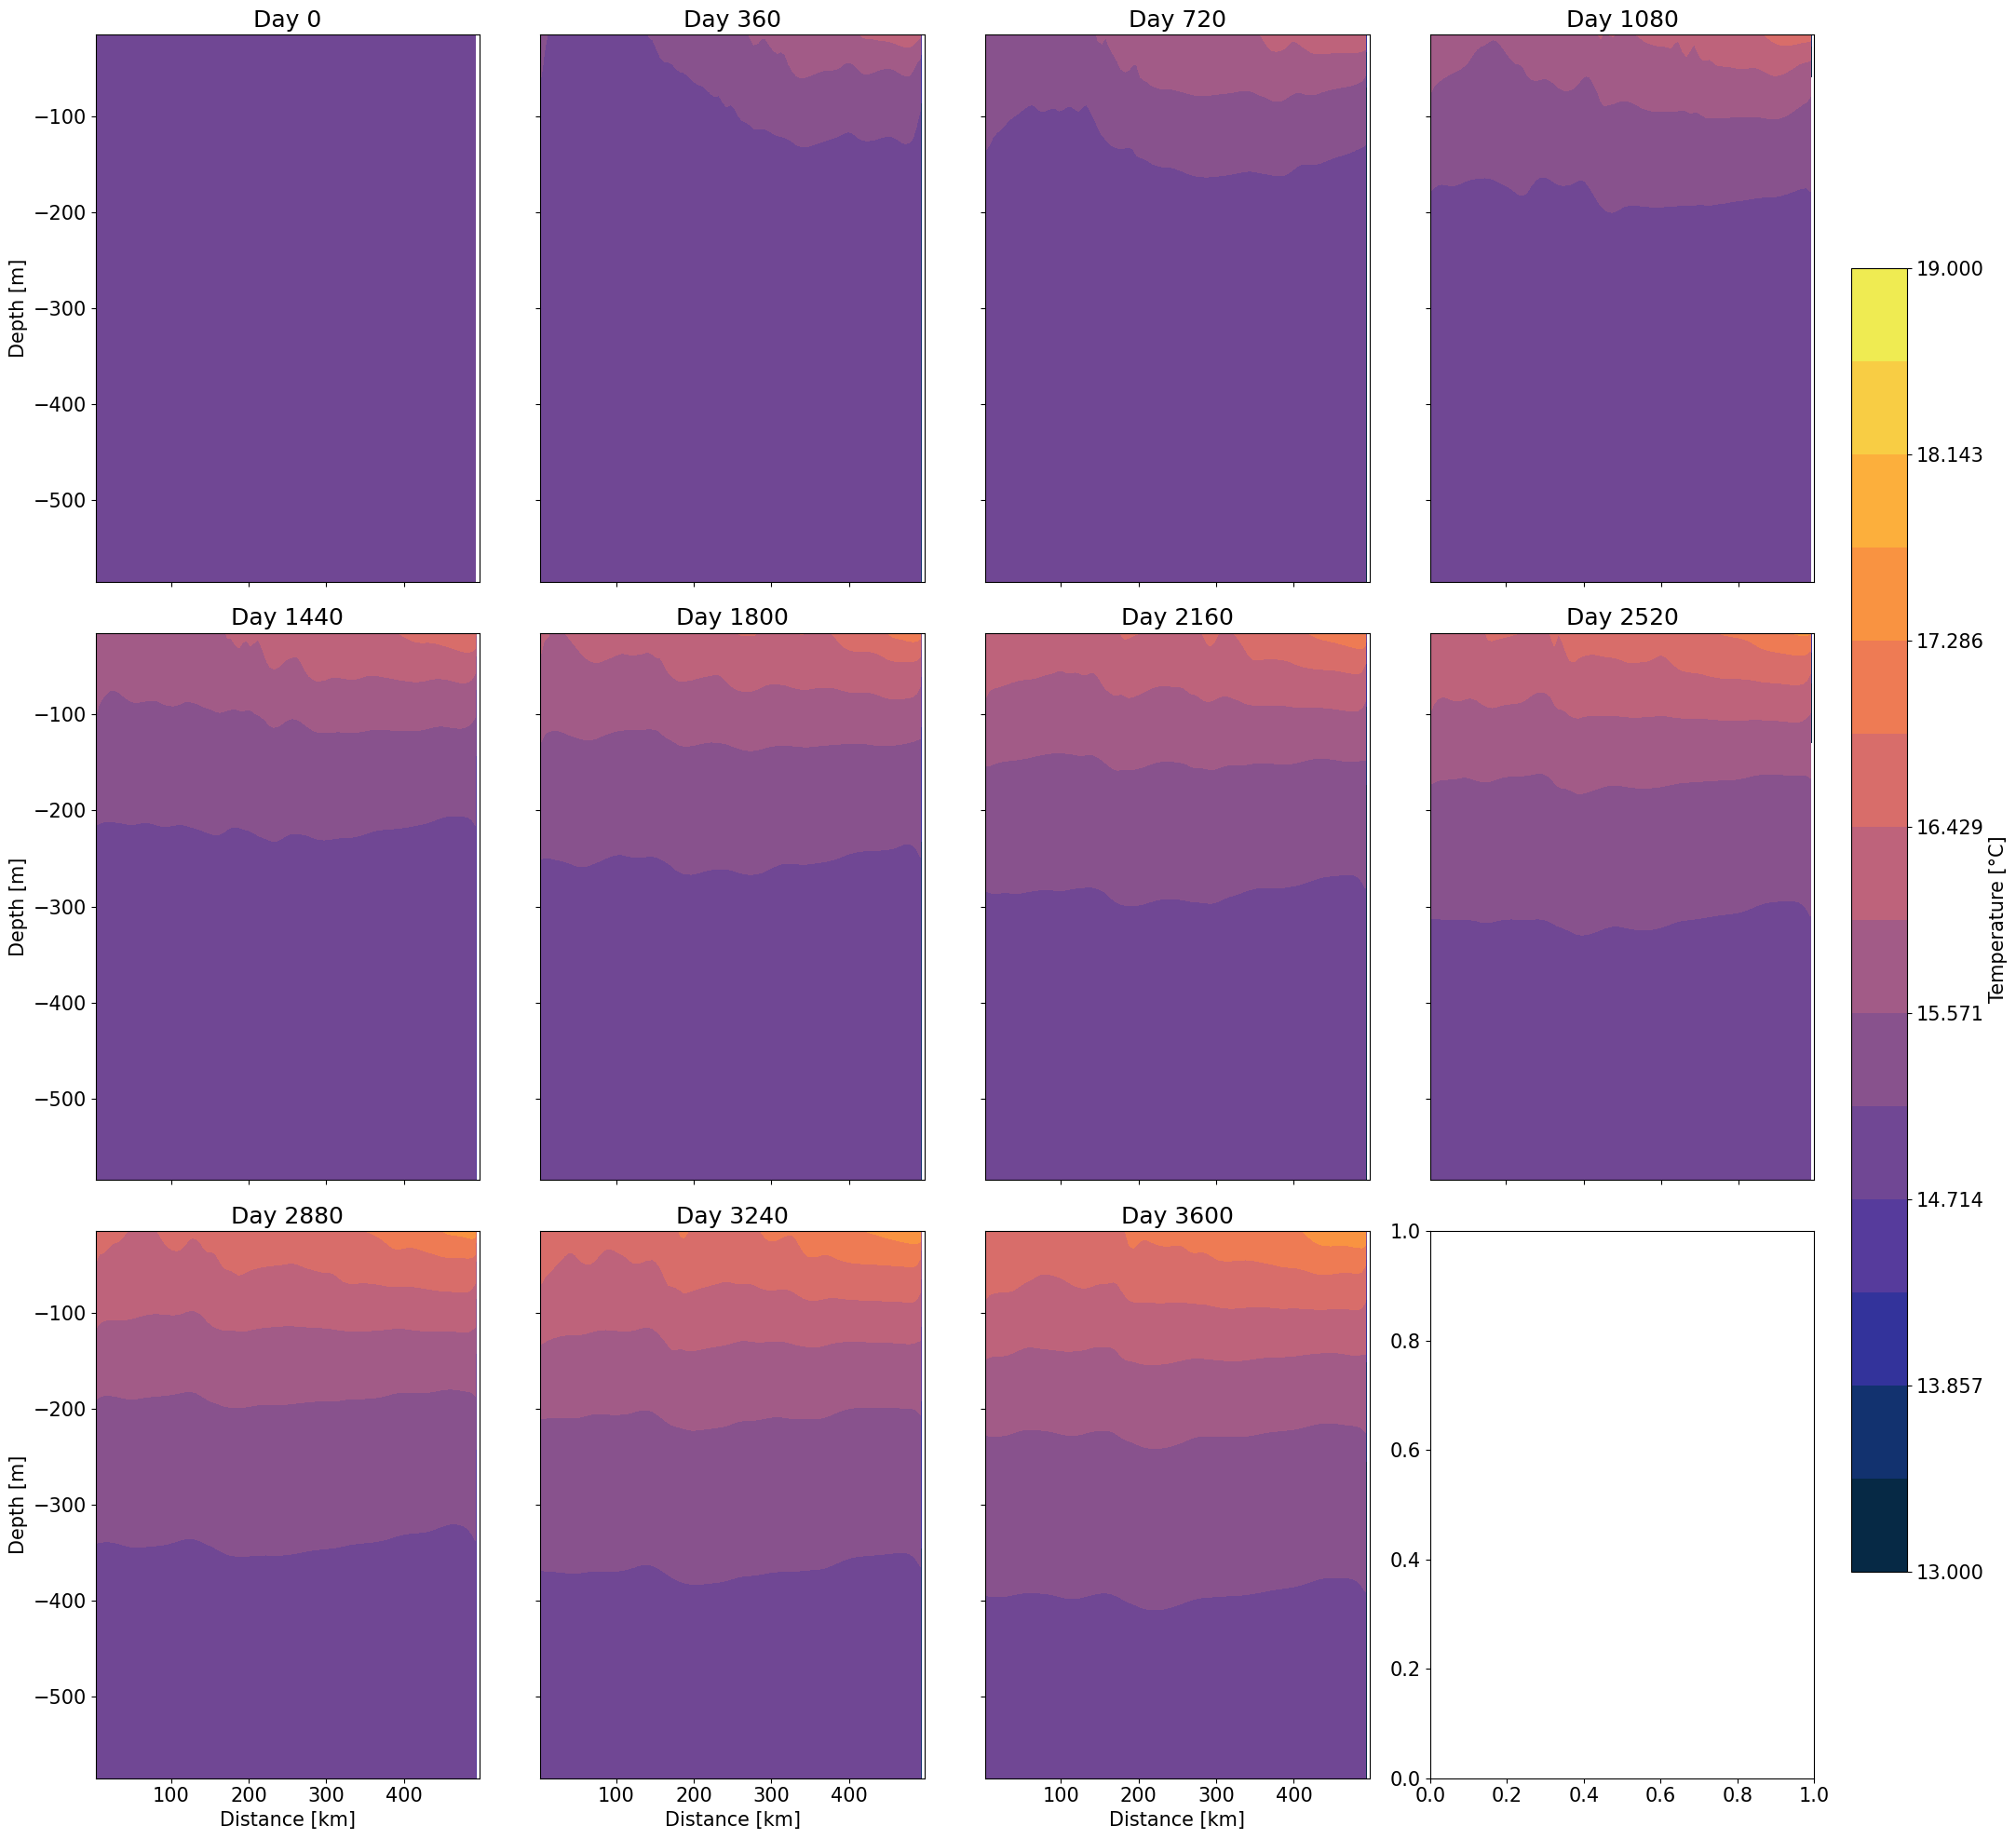 Day 0
Day 360
Day 720
Day 1080
−100
−200
−300
−400
−500
Depth [m]
Day 1440
Day 1800
Day 2160
Day 2520
−100
−200
−300
−400
−500
Depth [m]
Day 2880
Day 3240
Day 3600
−100
−200
−300
−400
−500
Depth [m]
100 200 300 400
Distance [km]
100 200 300 400
Distance [km]
100 200 300 400
Distance [km]
1.0
0.8
0.6
0.4
0.2
0.0
0.0 0.2 0.4 0.6 0.8 1.0
19.000
18.143
17.286
16.429
15.571
14.714
13.857
13.000
Temperature [°C]